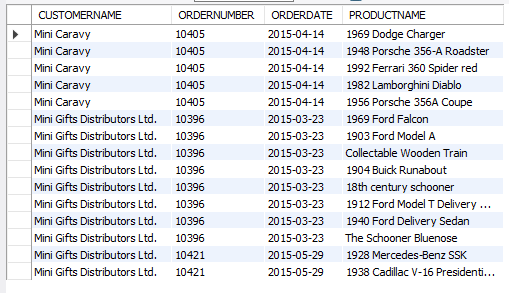 CUSTOMERNAME ORDERNUMBER ORDERDATE PRODUCTNAME
Mini Caravy 10405 2015-04-14 1969 Dodge Charger
Mini Caravy 10405 2015-04-14 1948 Porsche 356-A Roadster
Mini Caravy 10405 2015-04-14 1992 Ferrari 360 Spider red
Mini Caravy 10405 2015-04-14 1982 Lamborghini Diablo
Mini Caravy 10405 2015-04-14 1956 Porsche 356A Coupe
Mini Gifts Distributors Ltd. 10396 2015-03-23 1969 Ford Falcon
Mini Gifts Distributors Ltd. 10396 2015-03-23 1903 Ford Model A
Mini Gifts Distributors Ltd. 10396 2015-03-23 Collectable Wooden Train
Mini Gifts Distributors Ltd. 10396 2015-03-23 1904 Buick Runabout
Mini Gifts Distributors Ltd. 10396 2015-03-23 18th century schooner
Mini Gifts Distributors Ltd. 10396 2015-03-23 1912 Ford Model T Delivery ...
Mini Gifts Distributors Ltd. 10396 2015-03-23 1940 Ford Delivery Sedan
Mini Gifts Distributors Ltd. 10396 2015-03-23 The Schooner Bluenose
Mini Gifts Distributors Ltd. 10421 2015-05-29 1928 Mercedes-Benz SSK
Mini Gifts Distributors Ltd. 10421 2015-05-29 1938 Cadillac V-16 Presidenti...